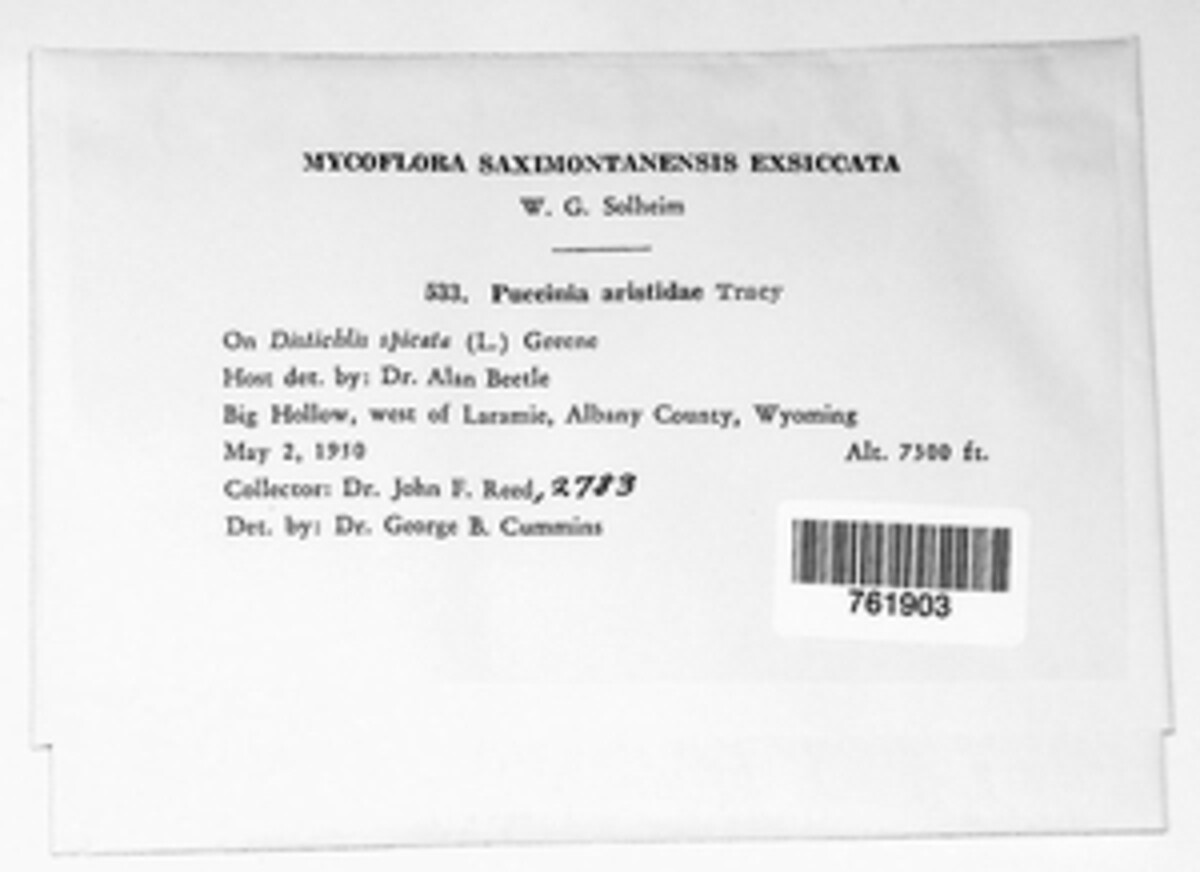 MYCOFLORA SAXIMONTANENSIS EXSICCATA
W. G. Solheim
533. Puccinia aristidae Tracy
On Distichlis spicata (L.) Greene
Host det. by: Dr. Alan Beetle
Big Hollow, west of Laramie, Albany County, Wyoming
May 2, 1950 Alt. 7300 ft.
Collector: Dr. John F. Reed, 2783
Det. by: Dr. George B. Cummins
761903